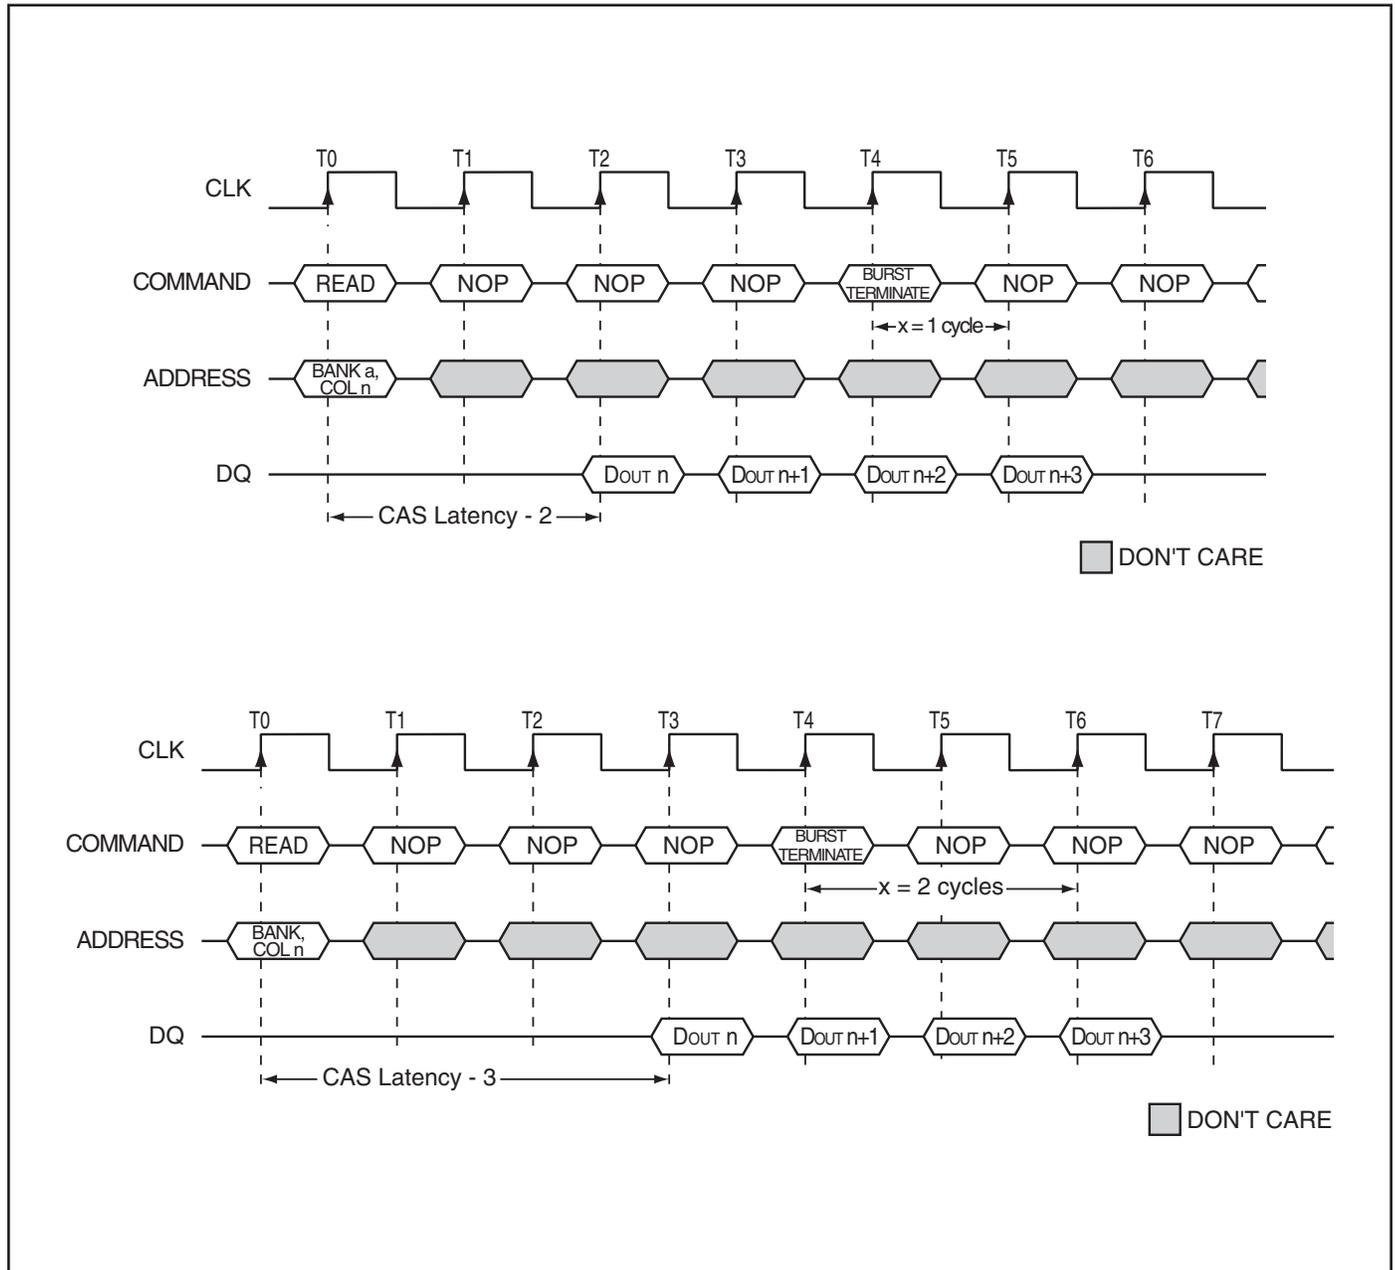 T0 T1 T2 T3 T4 T5 T6
CLK
COMMAND READ NOP NOP NOP BURST TERMINATE NOP NOP
x = 1 cycle
ADDRESS BANK a, COL n
DQ DOUT n DOUT n+1 DOUT n+2 DOUT n+3
CAS Latency - 2
DON'T CARE
T0 T1 T2 T3 T4 T5 T6 T7
CLK
COMMAND READ NOP NOP NOP BURST TERMINATE NOP NOP NOP
x = 2 cycles
ADDRESS BANK, COL n
DQ DOUT n DOUT n+1 DOUT n+2 DOUT n+3
CAS Latency - 3
DON'T CARE